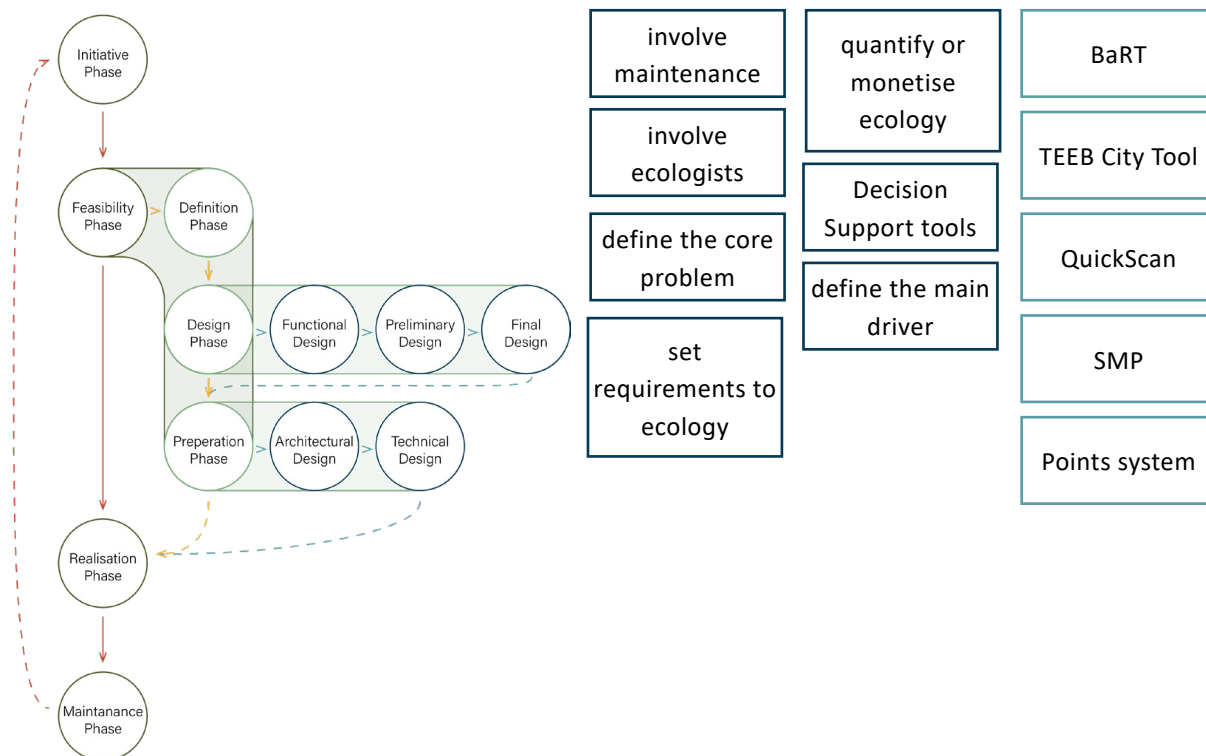 Initiative
Phase
Feasibility
Phase
Definition
Phase
Design
Phase
Functional
Design
Preliminary
Design
Final
Design
Preperation
Phase
Architectural
Design
Technical
Design
Realisation
Phase
Maintanance
Phase
involve
maintenance
involve
ecologists
define the core
problem
set
requirements to
ecology
quantify or
monetise
ecology
Decision
Support tools
define the main
driver
BaRT
TEEB City Tool
QuickScan
SMP
Points system